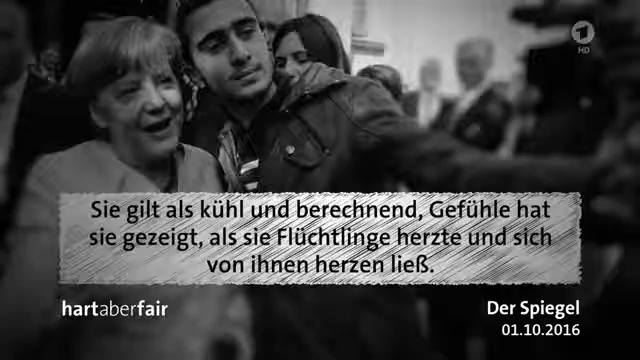 ARD
HD
Sie gilt als kühl und berechnend, Gefühle hat
sie gezeigt, als sie Flüchtlinge herzte und sich
von ihnen herzen ließ.
hartaberfair
Der Spiegel
01.10.2016